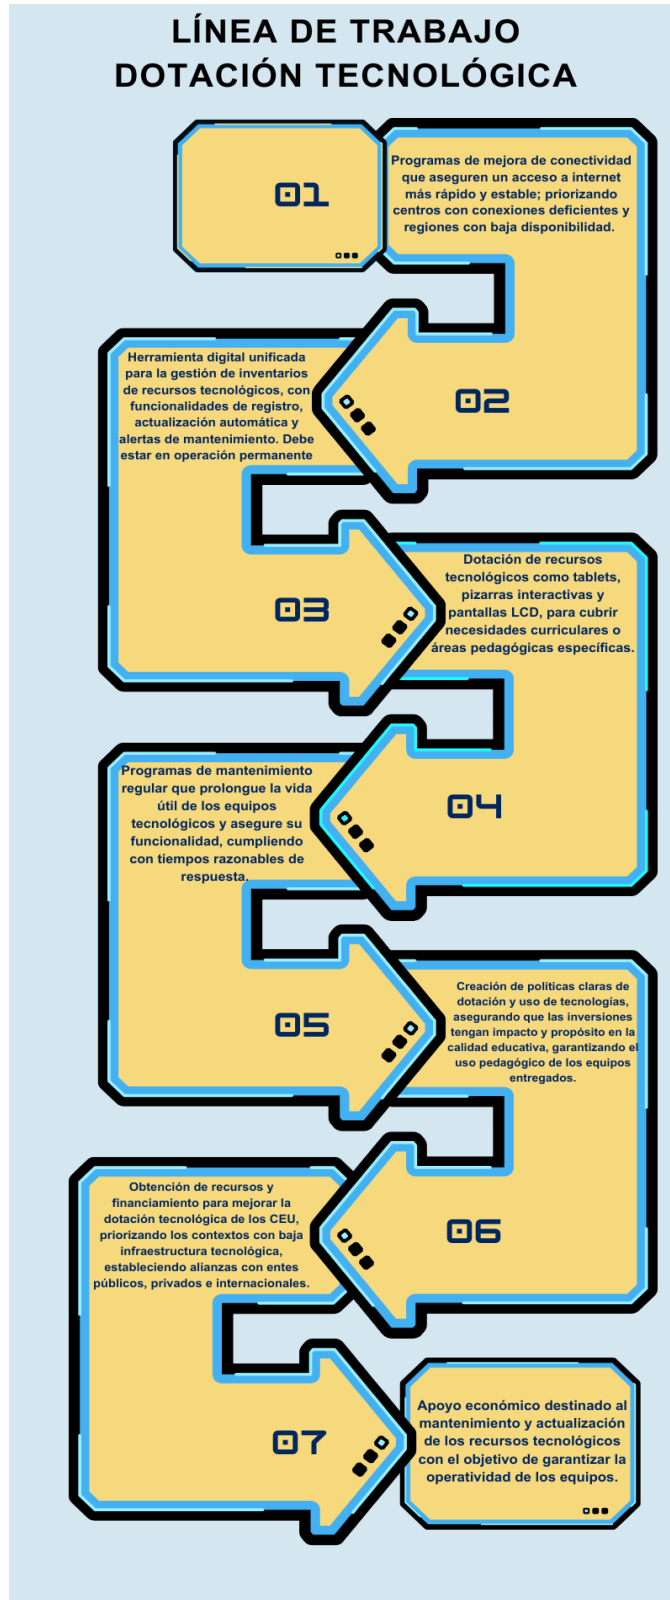 LÍNEA DE TRABAJO
DOTACIÓN TECNOLÓGICA
01
Programas de mejora de conectividad
que aseguren un acceso a internet
más rápido y estable; priorizando
centros con conexiones deficientes y
regiones con baja disponibilidad.
02
Herramienta digital unificada
para la gestión de inventarios
de recursos tecnológicos, con
funcionalidades de registro,
actualización automática y
alertas de mantenimiento. Debe
estar en operación permanente
03
Dotación de recursos
tecnológicos como tablets,
pizarras interactivas y
pantallas LCD, para cubrir
necesidades curriculares o
áreas pedagógicas específicas.
04
Programas de mantenimiento
regular que prolongue la vida
útil de los equipos
tecnológicos y asegure su
funcionalidad, cumpliendo
con tiempos razonables de
respuesta.
05
Creación de políticas claras de
dotación y uso de tecnologías,
asegurando que las inversiones
tengan impacto y propósito en la
calidad educativa, garantizando el
uso pedagógico de los equipos
entregados.
06
Obtención de recursos y
financiamiento para mejorar la
dotación tecnológica de los CEU,
priorizando los contextos con baja
infraestructura tecnológica,
estableciendo alianzas con entes
públicos, privados e internacionales.
07
Apoyo económico destinado al
mantenimiento y actualización
de los recursos tecnológicos
con el objetivo de garantizar la
operatividad de los equipos.